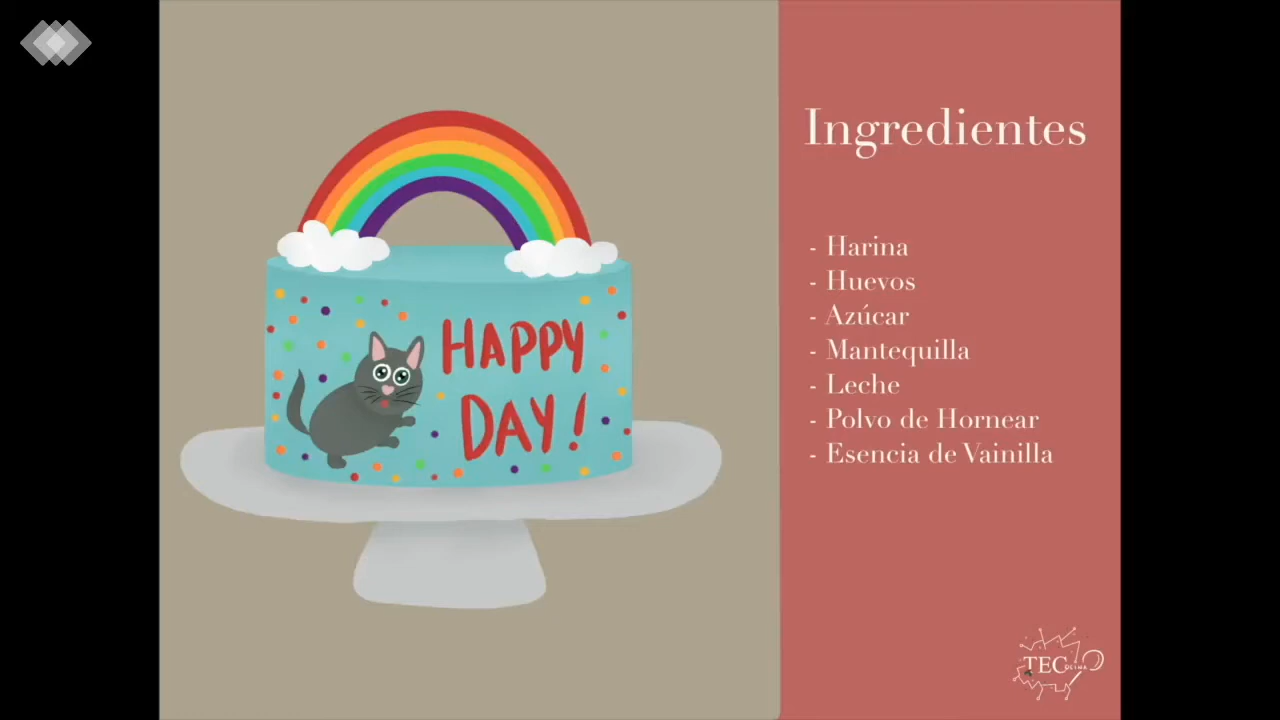 Ingredientes
- Harina
- Huevos
- Azúcar
- Mantequilla
- Leche
- Polvo de Hornear
- Esencia de Vainilla
HAPPY
DAY!
TEC